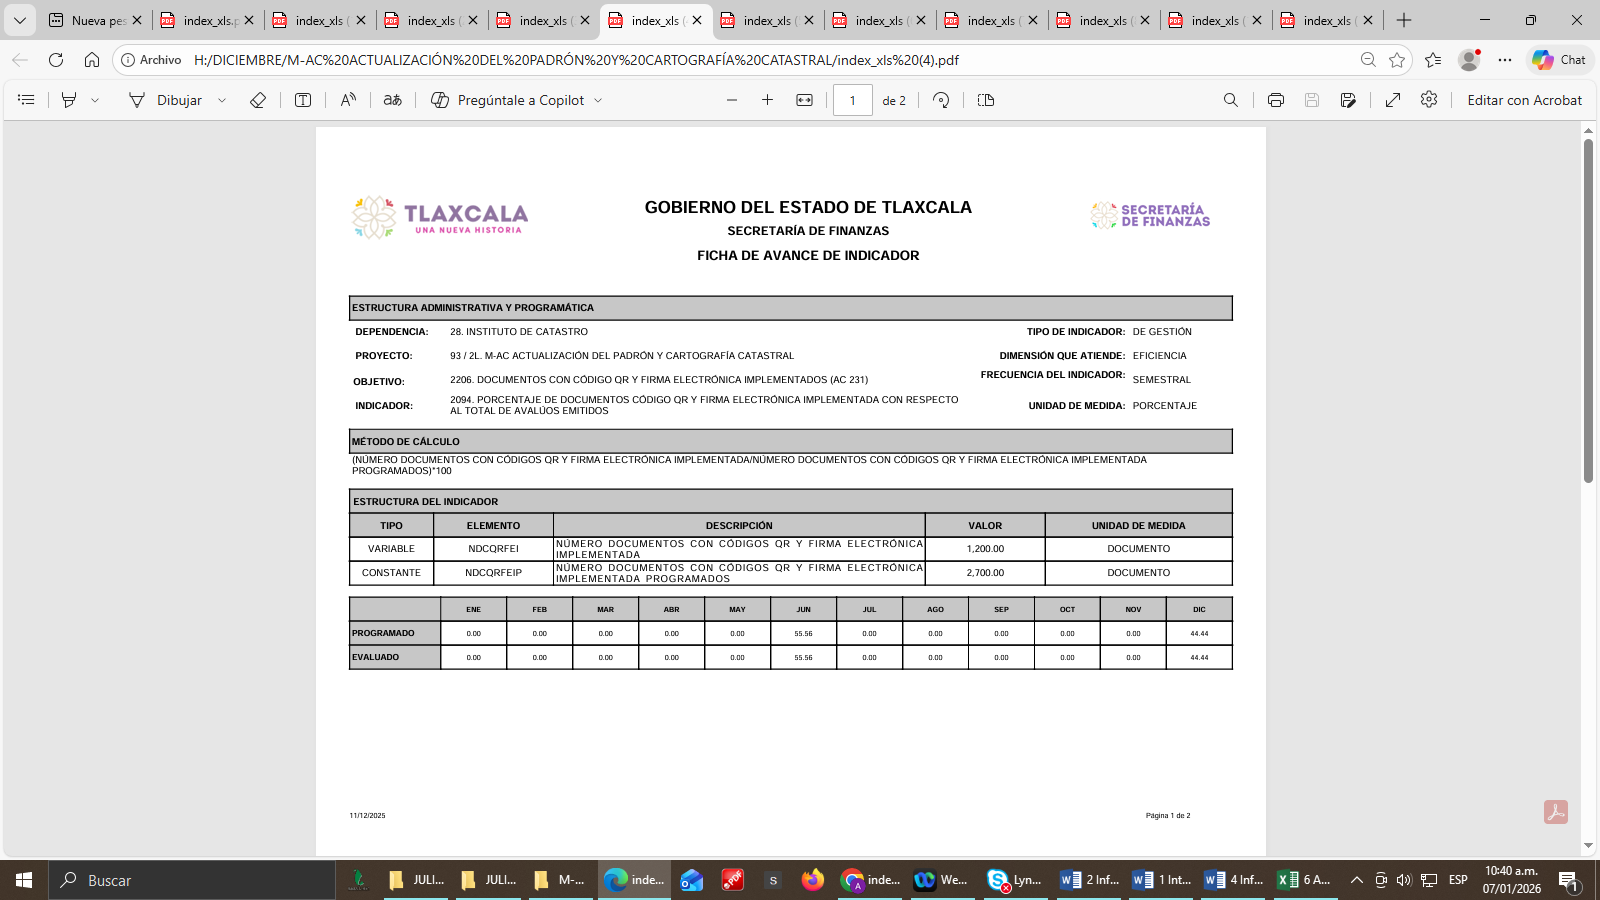 Nueva pes
index_xls.p
index_xls (
index_xls (
index_xls (
index_xls (
index_xls (
index_xls (
index_xls (
index_xls (
index_xls (
index_xls (
Archivo
H:/DICIEMBRE/M-AC%20ACTUALIZACIÓN%20DEL%20PADRÓN%20Y%20CARTOGRAFÍA%20CATASTRAL/index_xls%20(4).pdf
Chat
Dibujar
Pregúntale a Copilot
1
de 2
Editar con Acrobat
TLAXCALA
UNA NUEVA HISTORIA
GOBIERNO DEL ESTADO DE TLAXCALA
SECRETARÍA DE FINANZAS
FICHA DE AVANCE DE INDICADOR
SECRETARÍA
DE FINANZAS
ESTRUCTURA ADMINISTRATIVA Y PROGRAMÁTICA
DEPENDENCIA: 28. INSTITUTO DE CATASTRO TIPO DE INDICADOR: DE GESTIÓN
PROYECTO: 93 / 2L. M-AC ACTUALIZACIÓN DEL PADRÓN Y CARTOGRAFÍA CATASTRAL DIMENSIÓN QUE ATIENDE: EFICIENCIA
OBJETIVO: 2206. DOCUMENTOS CON CÓDIGO QR Y FIRMA ELECTRÓNICA IMPLEMENTADOS (AC 231) FRECUENCIA DEL INDICADOR: SEMESTRAL
INDICADOR: 2094. PORCENTAJE DE DOCUMENTOS CÓDIGO QR Y FIRMA ELECTRÓNICA IMPLEMENTADA CON RESPECTO
AL TOTAL DE AVALÚOS EMITIDOS
UNIDAD DE MEDIDA: PORCENTAJE
MÉTODO DE CÁLCULO
(NÚMERO DOCUMENTOS CON CÓDIGOS QR Y FIRMA ELECTRÓNICA IMPLEMENTADA/NÚMERO DOCUMENTOS CON CÓDIGOS QR Y FIRMA ELECTRÓNICA IMPLEMENTADA
PROGRAMADOS)*100
ESTRUCTURA DEL INDICADOR
TIPO ELEMENTO DESCRIPCIÓN VALOR UNIDAD DE MEDIDA
VARIABLE NDCQRFEI NÚMERO DOCUMENTOS CON CÓDIGOS QR Y FIRMA ELECTRÓNICA
IMPLEMENTADA
1,200.00 DOCUMENTO
CONSTANTE NDCQRFEIP NÚMERO DOCUMENTOS CON CÓDIGOS QR Y FIRMA ELECTRÓNICA
IMPLEMENTADA PROGRAMADOS
2,700.00 DOCUMENTO
ENE FEB MAR ABR MAY JUN JUL AGO SEP OCT NOV DIC
PROGRAMADO 0.00 0.00 0.00 0.00 0.00 55.56 0.00 0.00 0.00 0.00 0.00 44.44
EVALUADO 0.00 0.00 0.00 0.00 0.00 55.56 0.00 0.00 0.00 0.00 0.00 44.44
11/12/2025
Página 1 de 2
Buscar
JULI...
JULI...
M-...
inde...
PDF
S
inde...
We...
Lyn...
2 Inf...
1 Int...
4 Inf...
6 A...
ESP
10:40 a.m.
07/01/2026
1